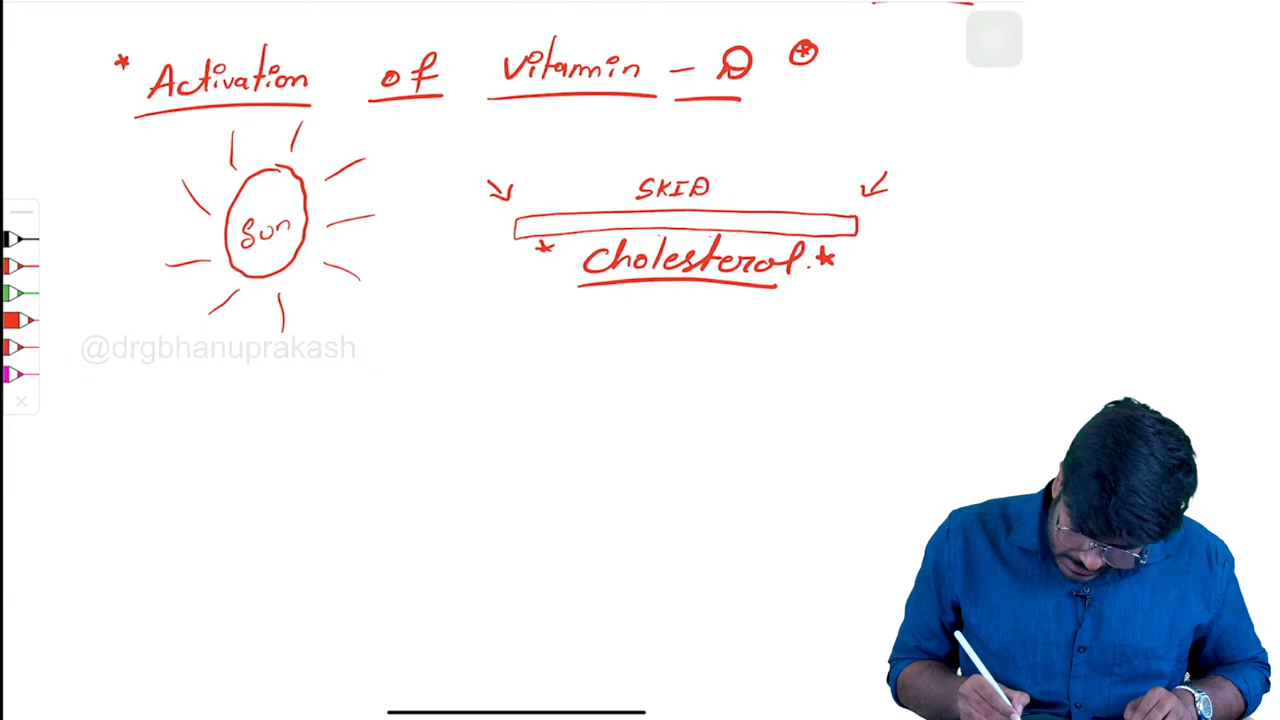 * Activation of vitamin - D *
SKIN
Sun
* Cholesterol. *
@drgbhanuprakash